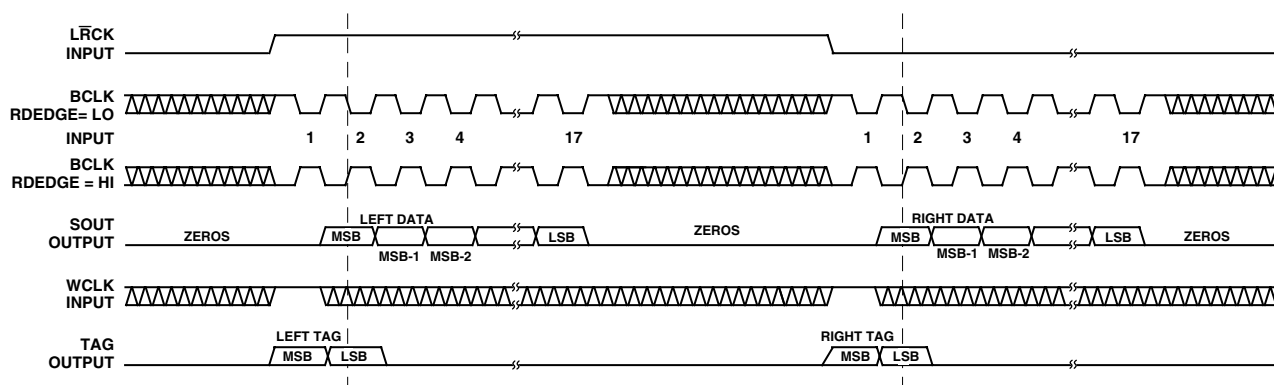 LR̅CK
INPUT
BCLK
RDEDGE= LO
INPUT
1 2 3 4 17 1 2 3 4 17
BCLK
RDEDGE = HI
SOUT
OUTPUT
ZEROS
LEFT DATA
MSB
MSB-1 MSB-2
LSB
ZEROS
RIGHT DATA
MSB
MSB-1 MSB-2
LSB
ZEROS
WCLK
INPUT
TAG
OUTPUT
LEFT TAG
MSB LSB
RIGHT TAG
MSB LSB